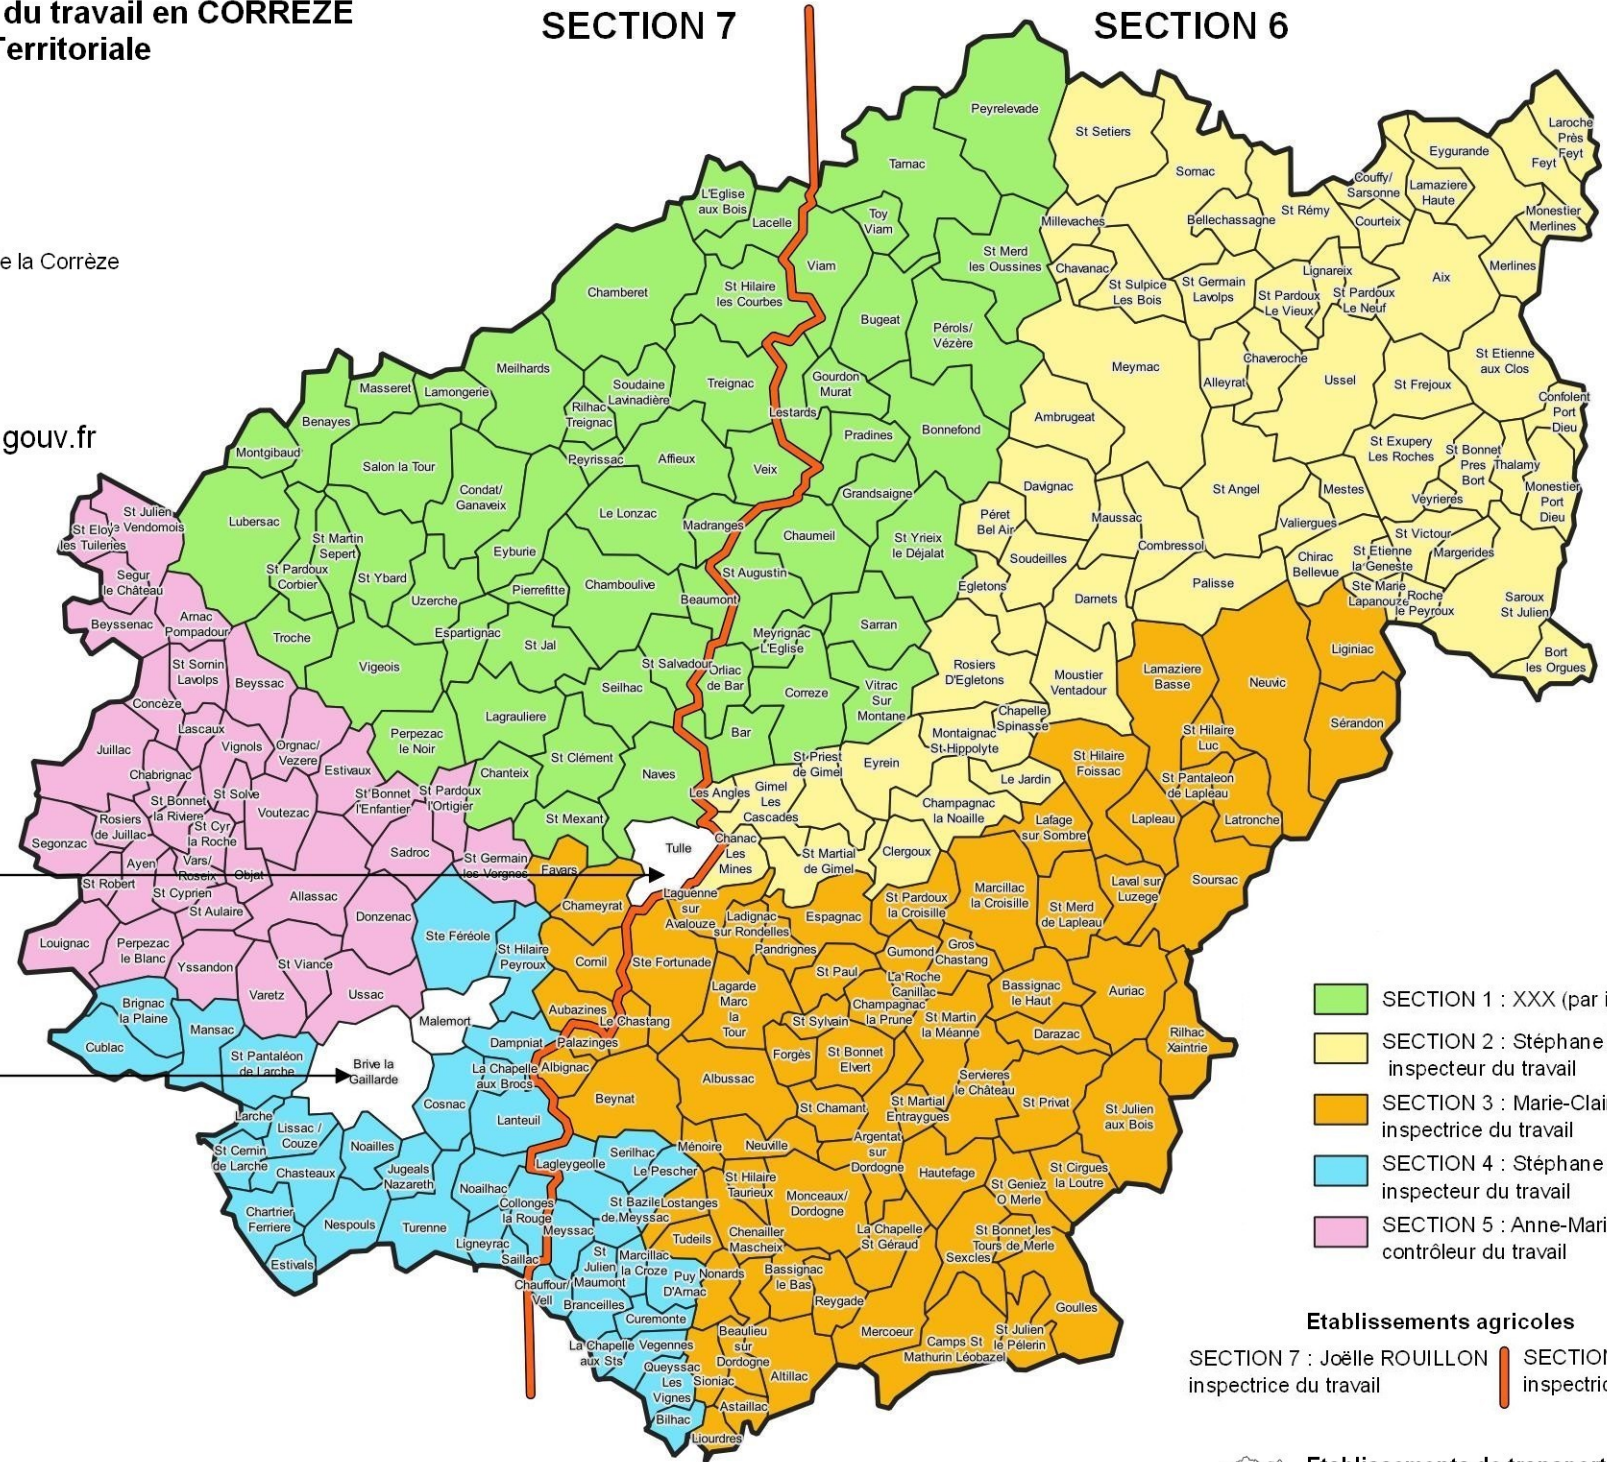 du travail en CORREZE
Territoriale
SECTION 7
SECTION 6
e la Corrèze
gouv.fr
Peyrelevade
St Setiers
Tarnac
Sornac
Laroche
Près
Feyt
Feyt
Eygurande
Couffy/
Sarsonne
Lamaziere
Haute
L'Eglise
aux Bois
Lacelle
Toy
Viam
Millevaches
Bellechassagne
St Rémy
Courteix
Monestier
Merlines
Merlines
St Merd
les Oussines
Viam
Chavanac
St Sulpice
Les Bois
St Germain
Lavolps
Lignareix
St Pardoux
Le Vieux
St Pardoux
Le Neuf
Aix
Chamberet
St Hilaire
les Courbes
Bugeat
Pérols/
Vézère
Meymac
Alleyrat
Chaveroche
Ussel
St Frejoux
St Etienne
aux Clos
Confolent
Port
Dieu
Meilhards
Masseret
Lamongerie
Soudaine
Lavinadière
Treignac
Gourdon
Murat
Rilhac
Treignac
Lestards
Benayes
Montgibaud
Salon la Tour
Peyrissac
Affieux
Veix
Pradines
Bonnefond
Ambrugeat
St Exupery
Les Roches
St Bonnet
Pres
Bort
Thalamy
Monestier
Port
Dieu
Veyrieres
Condat/
Ganaveix
Grandsaigne
Davignac
St Angel
Mestes
Valiergues
St Julien
le Vendomois
St Eloy
les Tuileries
Lubersac
St Martin
Sepert
Le Lonzac
Madranges
Chaumeil
St Yrieix
le Déjalat
Péret
Bel Air
Maussac
Combressol
St Victour
Margerides
Chirac
Bellevue
St Etienne
la Geneste
Eyburie
St Augustin
Soudeilles
Palisse
Segur
le Château
St Pardoux
Corbier
St Ybard
Uzerche
Pierrefitte
Chamboulive
Beaumont
Egletons
Darnets
Ste Marie
Lapanouze
Roche
le Peyroux
Saroux
St Julien
Beyssenac
Arnac
Pompadour
Troche
Espartignac
St Jal
Meyrignac
L'Eglise
Sarran
Liginiac
Bort
les Orgues
St Sornin
Lavolps
Beyssac
Vigeois
St Salvadour
Orliac
de Bar
Seilhac
Correze
Vitrac
Sur
Montane
Rosiers
D'Egletons
Moustier
Ventadour
Lamaziere
Basse
Neuvic
Sérandon
Concèze
Lascaux
Lagrauliere
Bar
Montaignac
St-Hippolyte
Chapelle
Spinasse
St Hilaire
Luc
Juillac
Vignols
Orgnac/
Vezere
Perpezac
le Noir
St Clément
St-Priest
de Gimel
Eyrein
St Hilaire
Foissac
Chabrignac
Estivaux
Chanteix
Naves
Le Jardin
St Pantaleon
de Lapleau
St Bonnet
la Riviere
St Solve
St Bonnet
l'Enfantier
St Pardoux
l'Ortigier
Les Angles
Gimel
Les
Cascades
Champagnac
la Noaille
Lafage
sur Sombre
Lapleau
Latronche
Rosiers
de Juillac
Voutezac
St Mexant
Segonzac
St Cyr
la Roche
Sadroc
St Germain
les Vergnes
Favars
Tulle
Chanac
Les
Mines
St Martial
de Gimel
Clergoux
Ayen
Vars/
Roseix
Objat
St Robert
St Cyprien
St Aulaire
Allassac
Donzenac
Chameyrat
Laguenne
sur
Avalouze
Ladignac
sur Rondelles
Espagnac
St Pardoux
la Croisille
Marcillac
la Croisille
St Merd
de Lapleau
Laval sur
Luzege
Soursac
Louignac
Perpezac
le Blanc
Yssandon
St Viance
Ste Féréole
St Hilaire
Peyroux
Cornil
Ste Fortunade
Pandrignes
Gumond
Gros
Chastang
Varetz
Ussac
St Paul
La Roche
Canillac
Bassignac
le Haut
Auriac
Brignac
la Plaine
Mansac
Malemort
Aubazines
Le Chastang
Lagarde
Marc
la
Tour
Champagnac
la Prune
St Sylvain
St Martin
la Méanne
Darazac
Rilhac
Xaintrie
Cublac
St Pantaléon
de Larche
Brive la
Gaillarde
Dampniat
Palazinges
Forgès
St Bonnet
Elvert
La Chapelle
aux Brocs
Albignac
Albussac
Servieres
le Château
Larche
Lissac /
Couze
Cosnac
Lanteuil
Beynat
St Chamant
St Martial
Entraygues
St Privat
St Julien
aux Bois
St Cernin
de Larche
Chasteaux
Noailles
Jugeals
Nazareth
Lagleygeolle
Serilhac
Le Pescher
Ménoire
Neuville
Argentat
sur
Dordogne
Hautefage
St Cirgues
la Loutre
Noailhac
Collonges
la Rouge
St Bazile
de Meyssac
Lostanges
St Hilaire
Taurieux
Monceaux/
Dordogne
St Geniez
O Merle
Chartrier
Ferriere
Nespouls
Turenne
Ligneyrac
Meyssac
Tudeils
Chenailler
Mascheix
La Chapelle
St Géraud
St Bonnet les
Tours de Merle
Sexcles
Estivals
Saillac
St
Julien
Maumont
Marcillac
la Croze
Chauffour/
Vell
Branceilles
Puy
D'Arnac
Nonards
Bassignac
le Bas
Reygade
Goulles
Curemonte
Beaulieu
sur
Dordogne
Mercoeur
Camps St
Mathurin Léobazel
St Julien
le Pélerin
La Chapelle
aux Sts
Vegennes
Queyssac
Les
Vignes
Sioniac
Altillac
Bilhac
Astaillac
Liourdres
SECTION 1 : XXX (par i
SECTION 2 : Stéphane
inspecteur du travail
SECTION 3 : Marie-Clai
inspectrice du travail
SECTION 4 : Stéphane
inspecteur du travail
SECTION 5 : Anne-Mari
contrôleur du travail
Etablissements agricoles
SECTION 7 : Joëlle ROUILLON
inspectrice du travail
SECTION
inspectric
Etablissements de transport